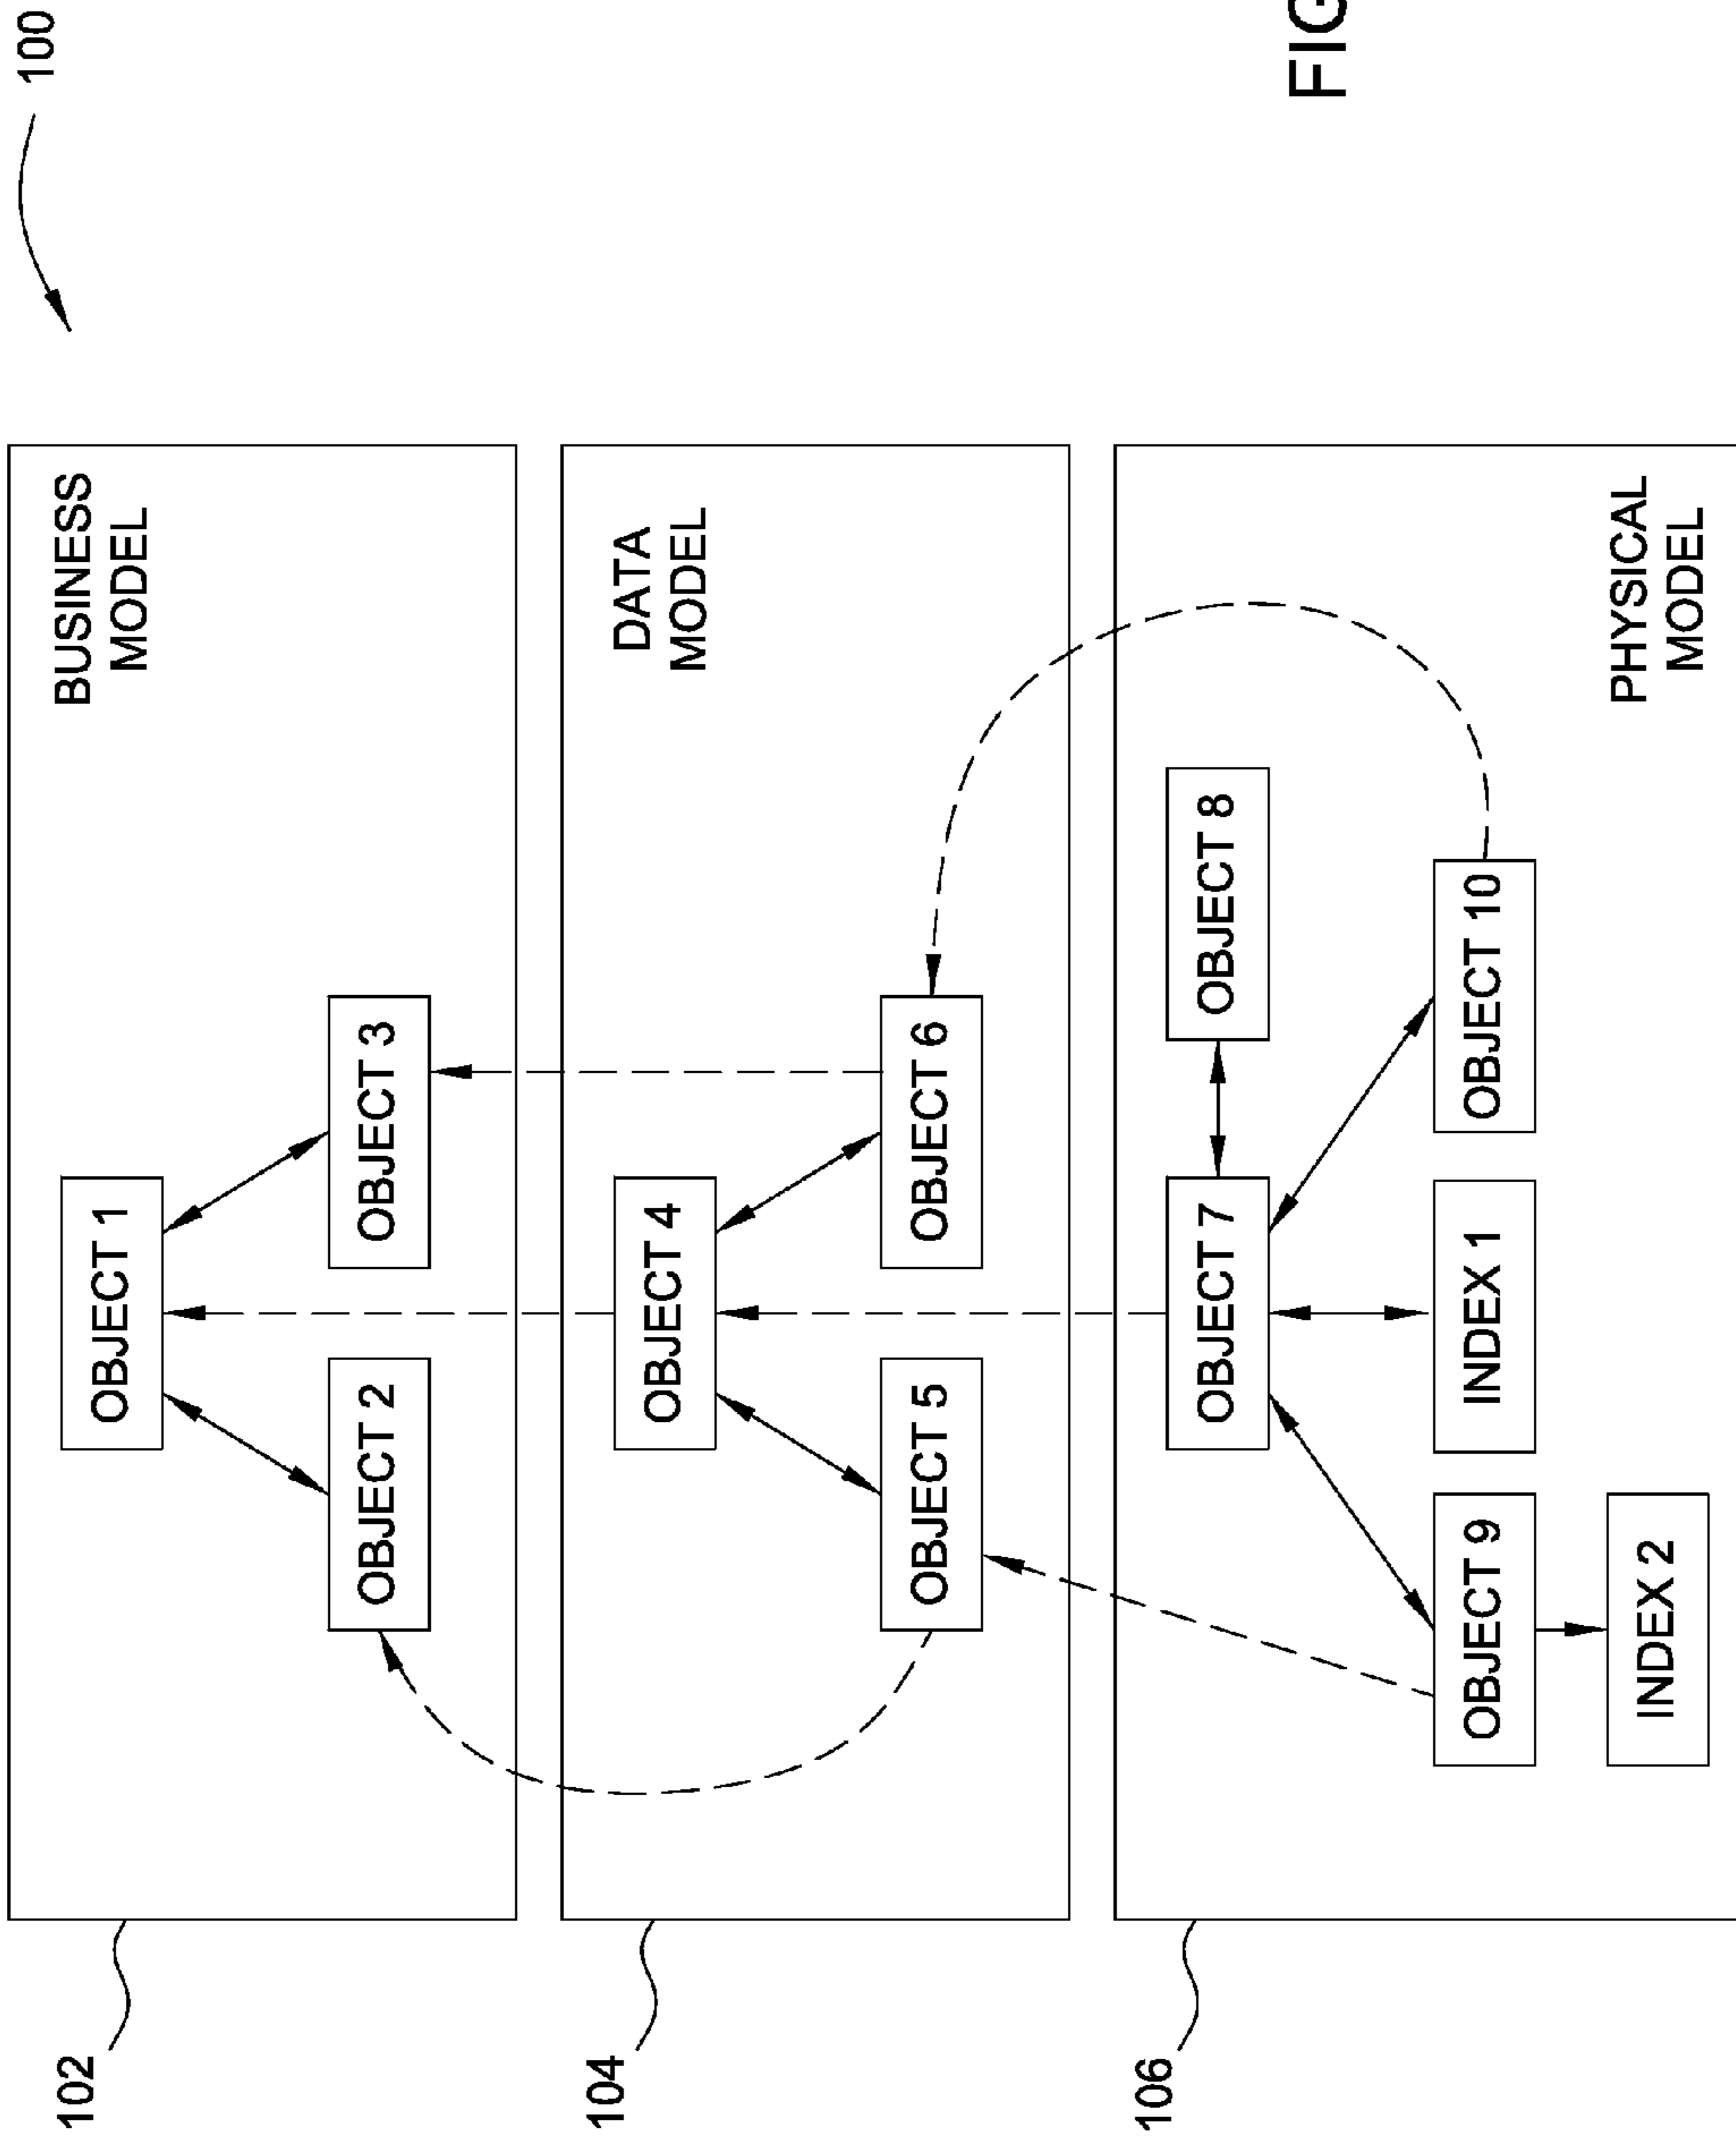 100
102
BUSINESS
MODEL
OBJECT 1
OBJECT 2
OBJECT 3
104
DATA
MODEL
OBJECT 4
OBJECT 5
OBJECT 6
106
OBJECT 7
OBJECT 8
OBJECT 9
INDEX 1
OBJECT 10
INDEX 2
PHYSICAL
MODEL
FIG